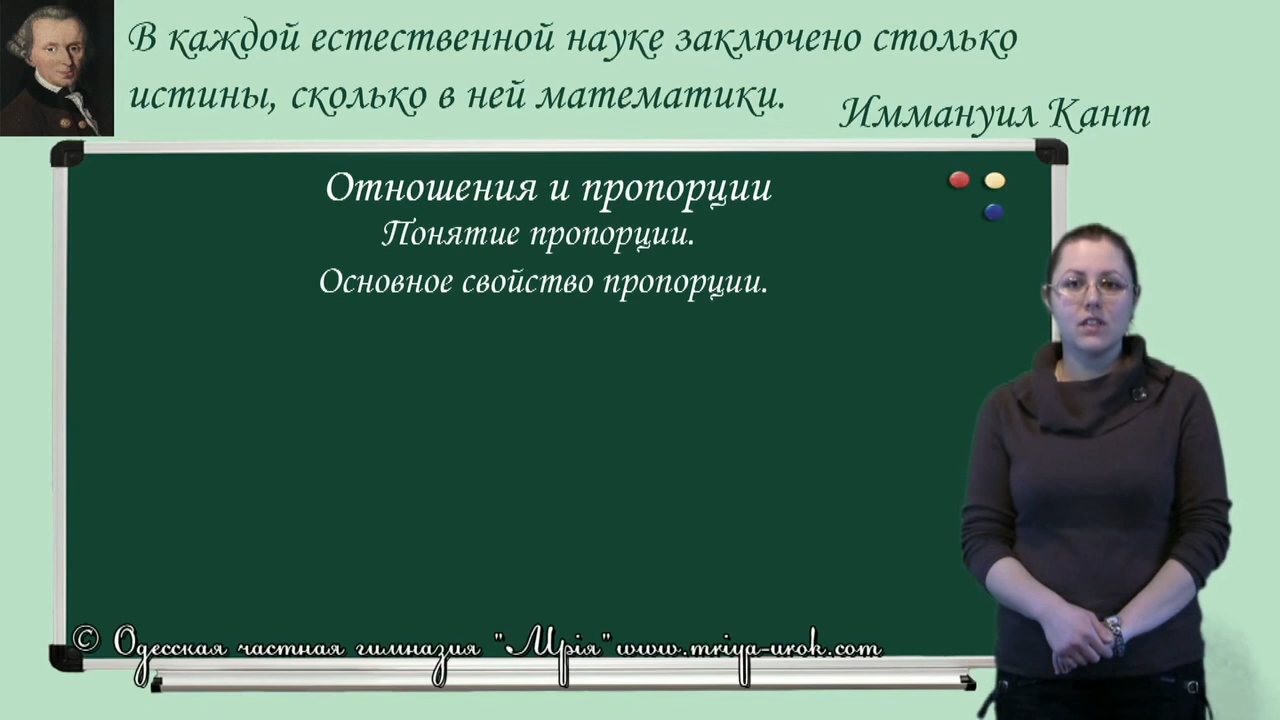 В каждой естественной науке заключено столько
истины, сколько в ней математики.
Иммануил Кант
Отношения и пропорции
Понятие пропорции.
Основное свойство пропорции.
© Одесская частная гимназия "Мрія" www.mriya-urok.com